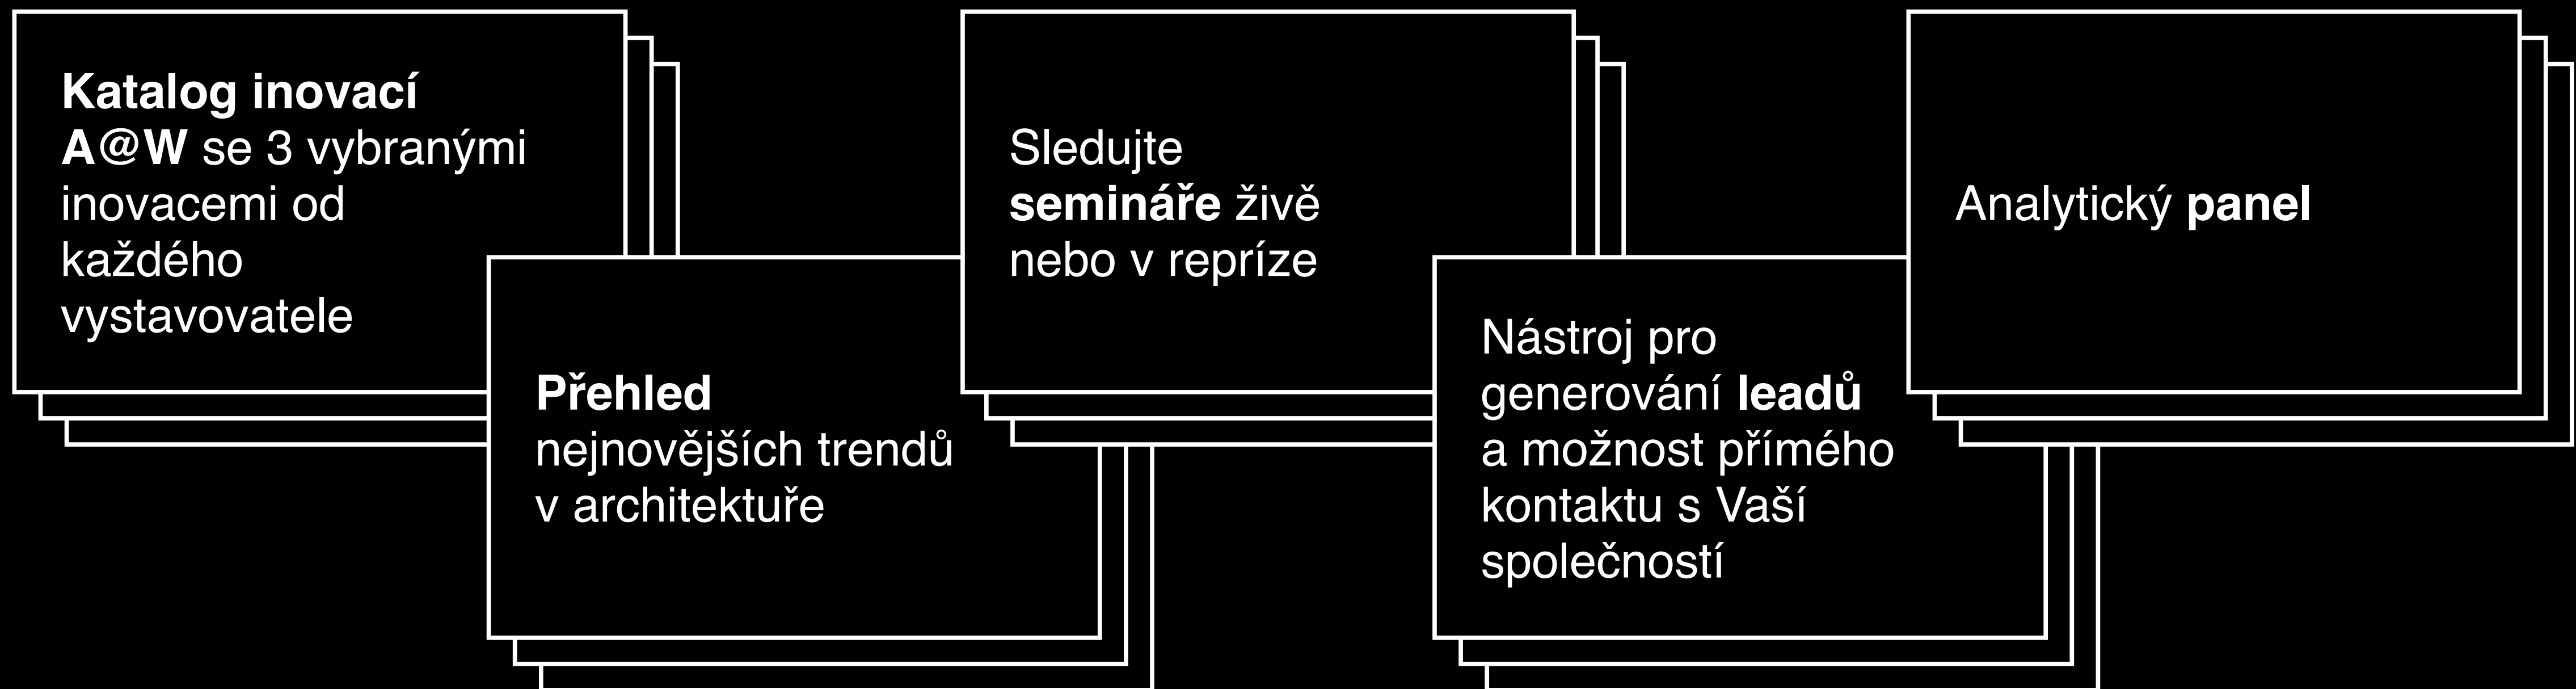 Katalog inovací
A@W se 3 vybranými
inovacemi od
každého
vystavovatele
Přehled
nejnovějších trendů
v architektuře
Sledujte
semináře živě
nebo v repríze
Nástroj pro
generování leadů
a možnost přímého
kontaktu s Vaší
společností
Analytický panel